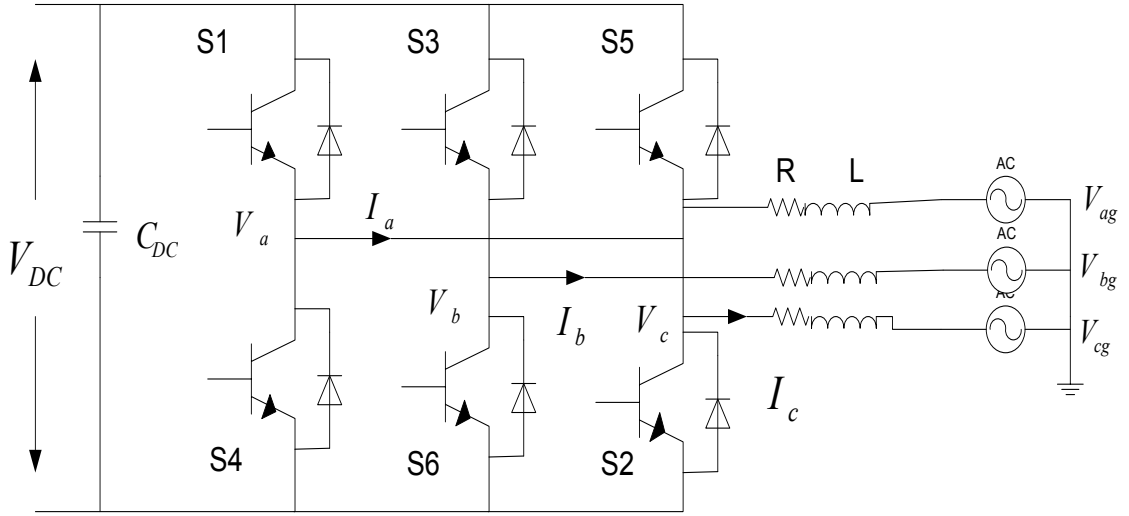 S1
S3
S5
AC
R
L
V_ag
I_a
V_a
C_DC
V_DC
AC
V_bg
AC
V_b
I_b
V_c
V_cg
I_c
S4
S6
S2